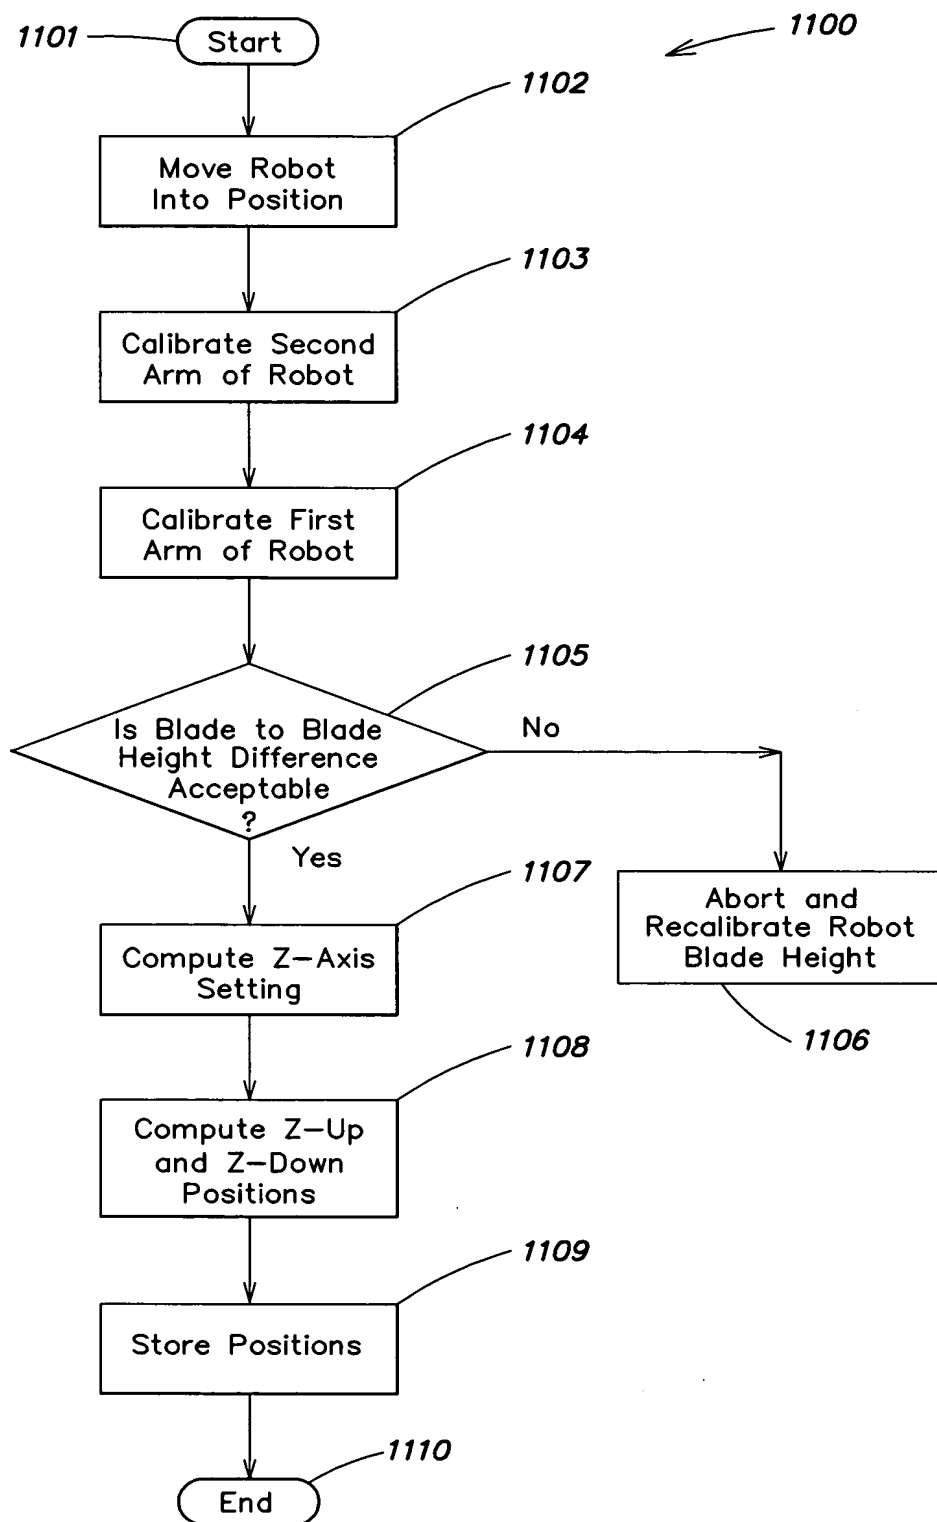 1101
Start
1100
1102
Move Robot
Into Position
1103
Calibrate Second
Arm of Robot
1104
Calibrate First
Arm of Robot
1105
Is Blade to Blade
Height Difference
Acceptable
?
No
Yes
1107
Compute Z-Axis
Setting
Abort and
Recalibrate Robot
Blade Height
1106
1108
Compute Z-Up
and Z-Down
Positions
1109
Store Positions
1110
End